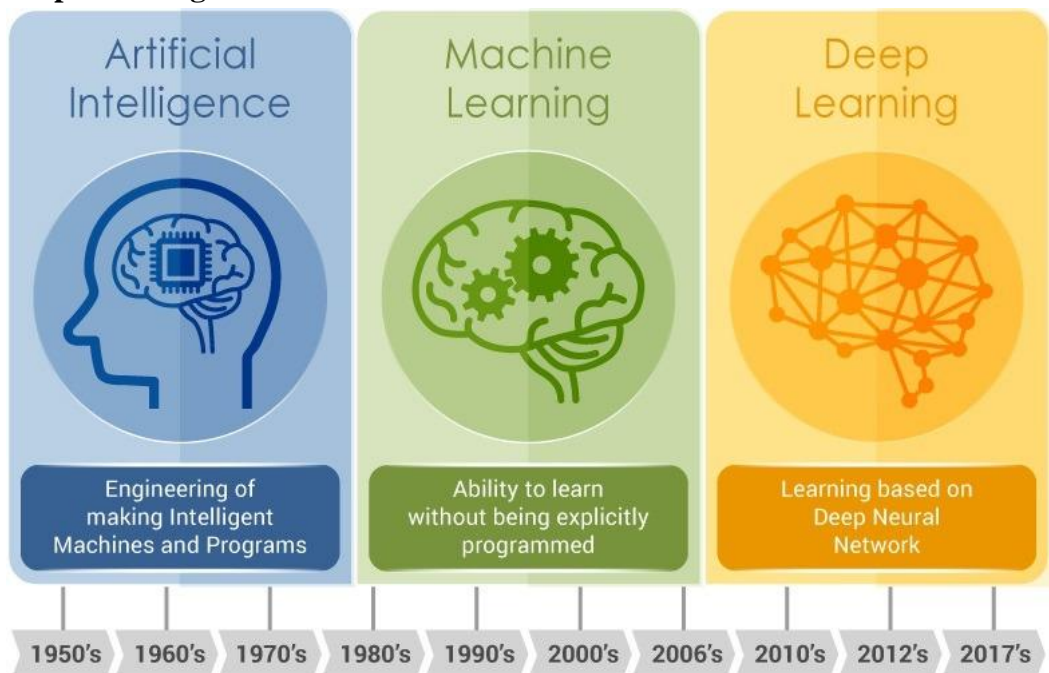 Artificial
Intelligence
Machine
Learning
Deep
Learning
Engineering of
making Intelligent
Machines and Programs
Ability to learn
without being explicitly
programmed
Learning based on
Deep Neural
Network
1950's 1960's 1970's 1980's 1990's 2000's 2006's 2010's 2012's 2017's